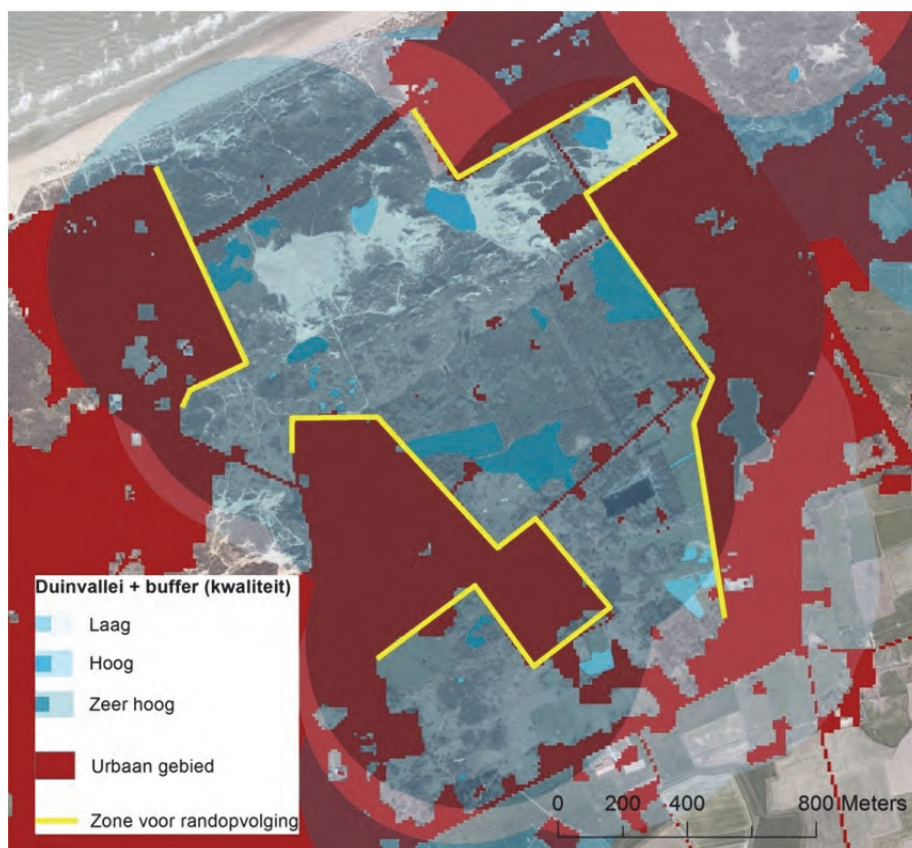 Duinvallei + buffer (kwaliteit)
Laag
Hoog
Zeer hoog
Urbaan gebied
Zone voor randopvolging
0 200 400 800 Meters